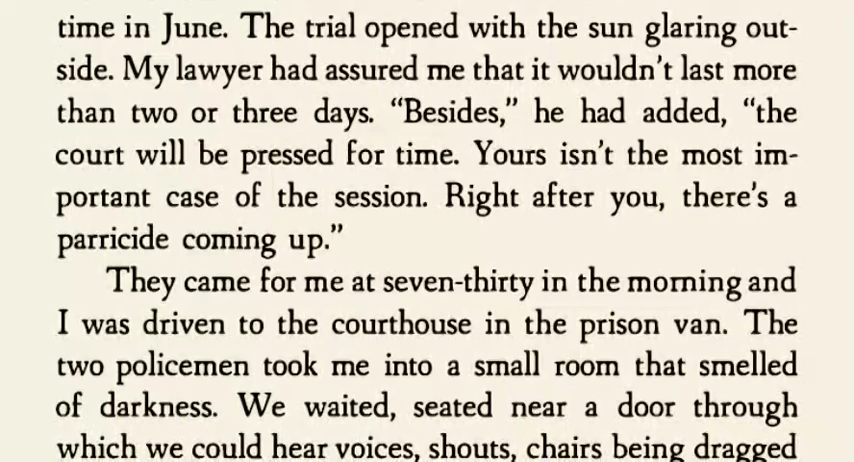 time in June. The trial opened with the sun glaring out-
side. My lawyer had assured me that it wouldn't last more
than two or three days. “Besides,” he had added, “the
court will be pressed for time. Yours isn't the most im-
portant case of the session. Right after you, there's a
parricide coming up.”
They came for me at seven-thirty in the morning and
I was driven to the courthouse in the prison van. The
two policemen took me into a small room that smelled
of darkness. We waited, seated near a door through
which we could hear voices, shouts, chairs being dragged